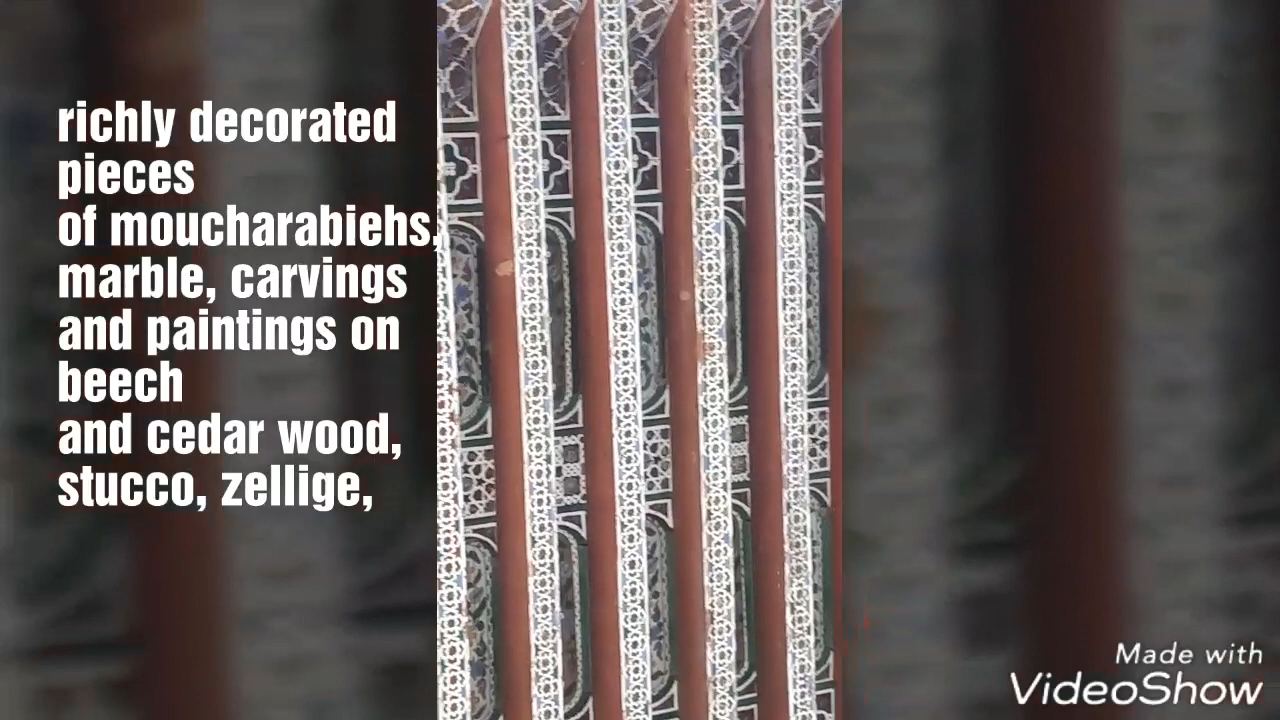 richly decorated
pieces
of moucharabiehs,
marble, carvings
and paintings on
beech
and cedar wood,
stucco, zellige,
Made with
VideoShow